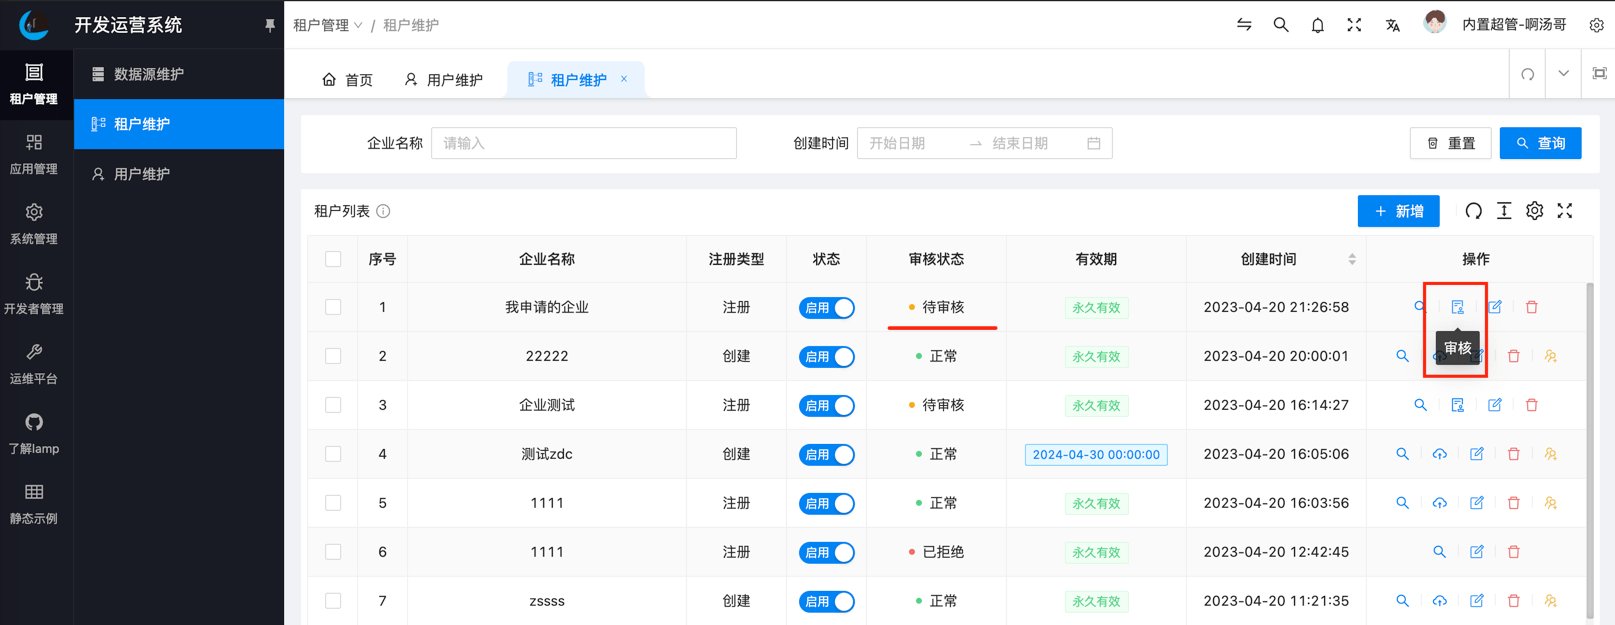 开发运营系统
租户管理 / 租户维护
内置超管-啊汤哥
租户管理
应用管理
系统管理
开发者管理
运维平台
了解lamp
静态示例
数据源维护
租户维护
用户维护
首页 用户维护 租户维护 ×
企业名称 请输入 创建时间 开始日期 → 结束日期 重置 查询
租户列表 + 新增
序号 企业名称 注册类型 状态 审核状态 有效期 创建时间 操作
1 我申请的企业 注册 启用 待审核 永久有效 2023-04-20 21:26:58
审核
2 22222 创建 启用 正常 永久有效 2023-04-20 20:00:01
3 企业测试 注册 启用 待审核 永久有效 2023-04-20 16:14:27
4 测试zdc 创建 启用 正常 2024-04-30 00:00:00 2023-04-20 16:05:06
5 1111 注册 启用 正常 永久有效 2023-04-20 16:03:56
6 1111 注册 启用 已拒绝 永久有效 2023-04-20 12:42:45
7 zssss 创建 启用 正常 永久有效 2023-04-20 11:21:35